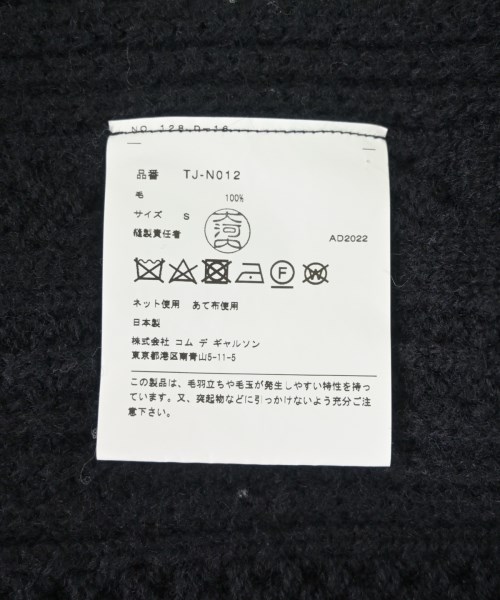 NO.128.0-16
品番 TJ-N012
毛 100%
サイズ S
縫製責任者 大河内
AD2022
F W
ネット使用 あて布使用
日本製
株式会社 コム デ ギャルソン
東京都港区南青山5-11-5
この製品は、毛羽立ちや毛玉が発生しやすい特性を持っ
ています。又、突起物などに引っかけないよう充分ご注
意下さい。